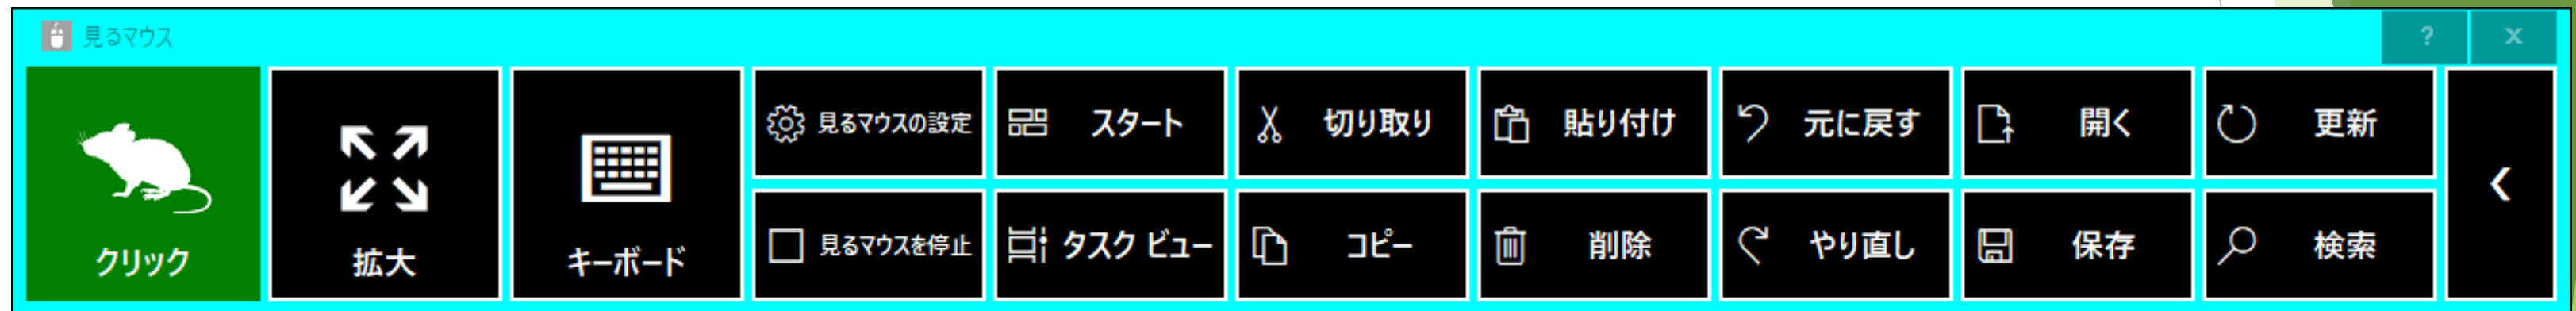 見るマウス
? x
クリック
拡大
キーボード
見るマウスの設定
見るマウスを停止
スタート
タスク ビュー
切り取り
コピー
貼り付け
削除
元に戻す
やり直し
開く
保存
更新
検索